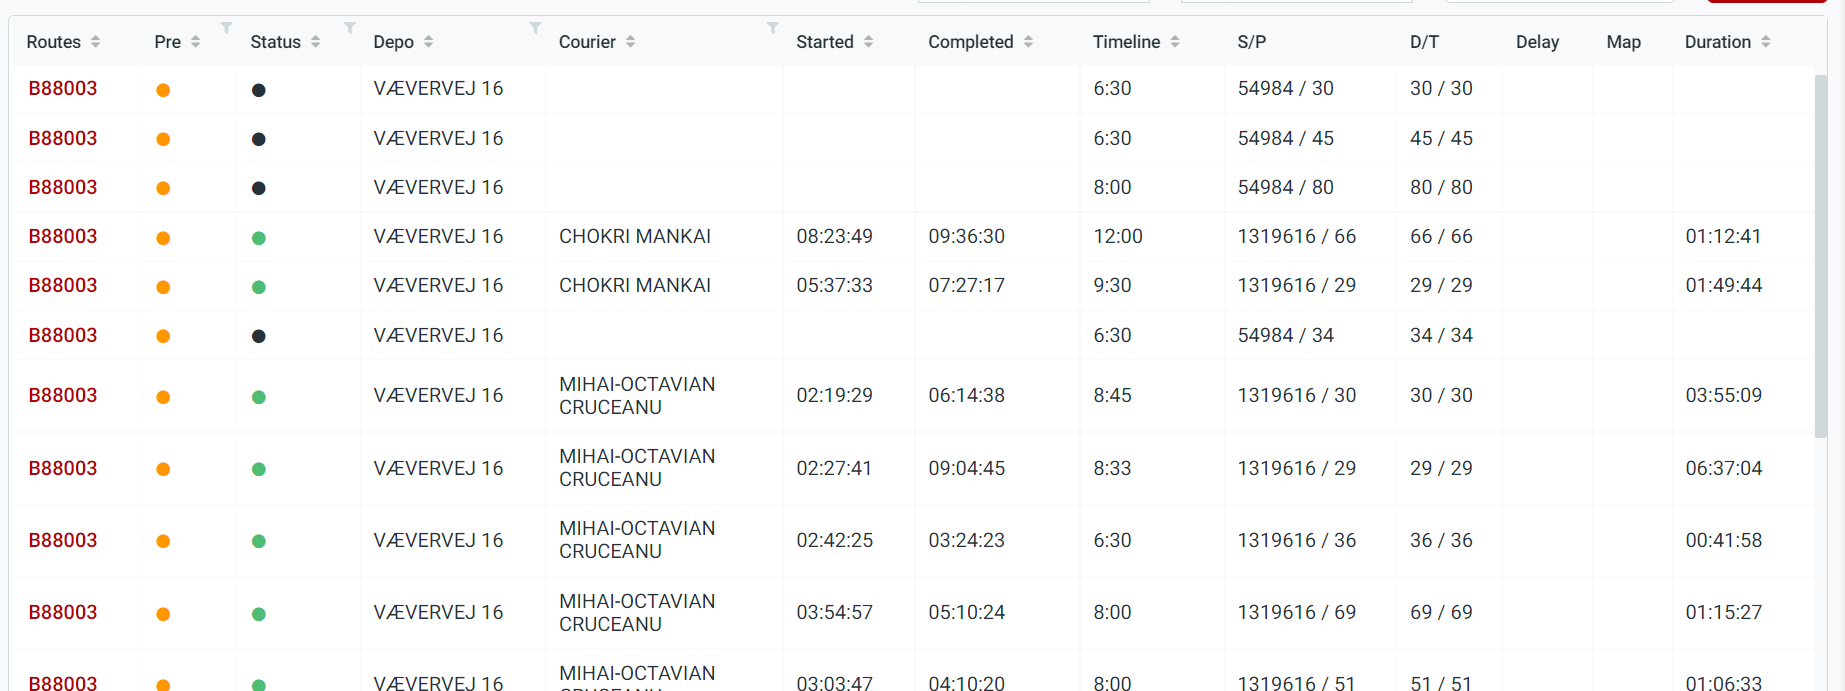 Routes Pre Status Depo Courier Started Completed Timeline S/P D/T Delay Map Duration
B88003 VÆVERVEJ 16 6:30 54984 / 30 30 / 30
B88003 VÆVERVEJ 16 6:30 54984 / 45 45 / 45
B88003 VÆVERVEJ 16 8:00 54984 / 80 80 / 80
B88003 VÆVERVEJ 16 CHOKRI MANKAI 08:23:49 09:36:30 12:00 1319616 / 66 66 / 66 01:12:41
B88003 VÆVERVEJ 16 CHOKRI MANKAI 05:37:33 07:27:17 9:30 1319616 / 29 29 / 29 01:49:44
B88003 VÆVERVEJ 16 6:30 54984 / 34 34 / 34
B88003 VÆVERVEJ 16 MIHAI-OCTAVIAN CRUCEANU 02:19:29 06:14:38 8:45 1319616 / 30 30 / 30 03:55:09
B88003 VÆVERVEJ 16 MIHAI-OCTAVIAN CRUCEANU 02:27:41 09:04:45 8:33 1319616 / 29 29 / 29 06:37:04
B88003 VÆVERVEJ 16 MIHAI-OCTAVIAN CRUCEANU 02:42:25 03:24:23 6:30 1319616 / 36 36 / 36 00:41:58
B88003 VÆVERVEJ 16 MIHAI-OCTAVIAN CRUCEANU 03:54:57 05:10:24 8:00 1319616 / 69 69 / 69 01:15:27
B88003 VÆVERVEJ 16 MIHAI-OCTAVIAN 03:03:47 04:10:20 8:00 1319616 / 51 51 / 51 01:06:33